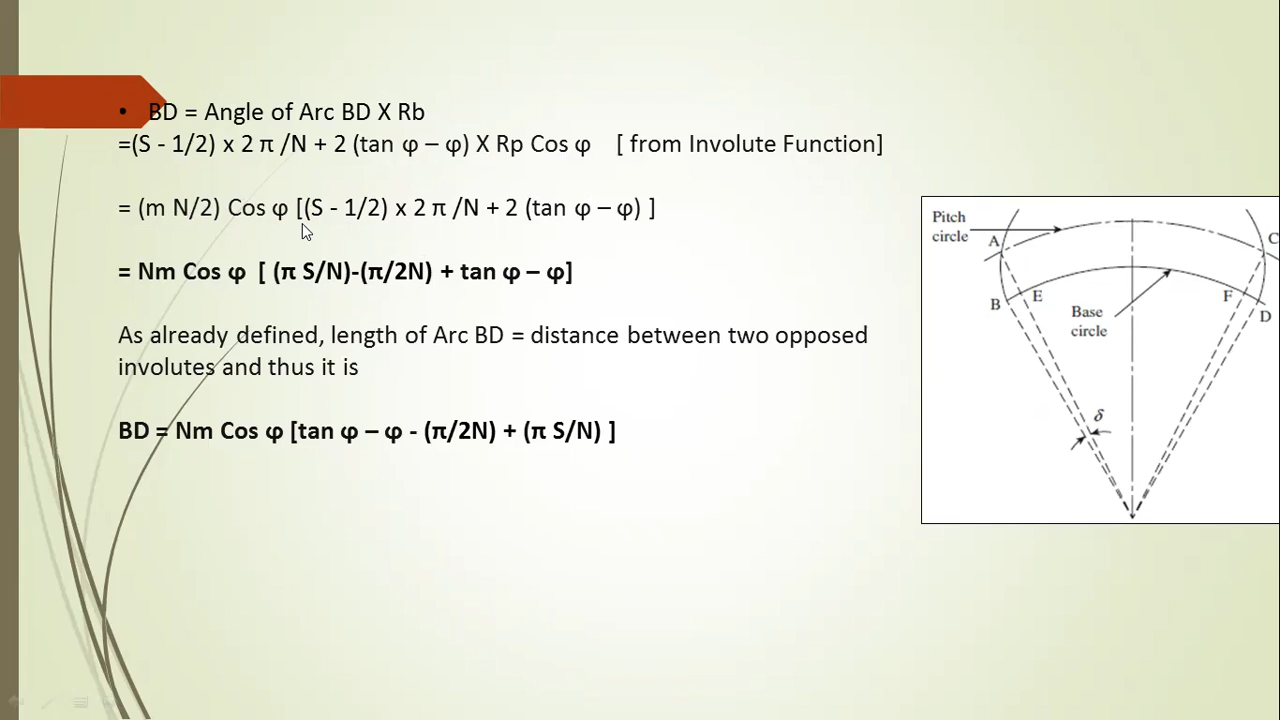 • BD = Angle of Arc BD X Rb
=(S - 1/2) x 2 π /N + 2 (tan φ – φ) X Rp Cos φ [ from Involute Function]
= (m N/2) Cos φ [(S - 1/2) x 2 π /N + 2 (tan φ – φ) ]
= Nm Cos φ [ (π S/N)-(π/2N) + tan φ – φ]
As already defined, length of Arc BD = distance between two opposed
involutes and thus it is
BD = Nm Cos φ [tan φ – φ - (π/2N) + (π S/N) ]
Pitch
circle
A
C
B
E
F
D
Base
circle
δ